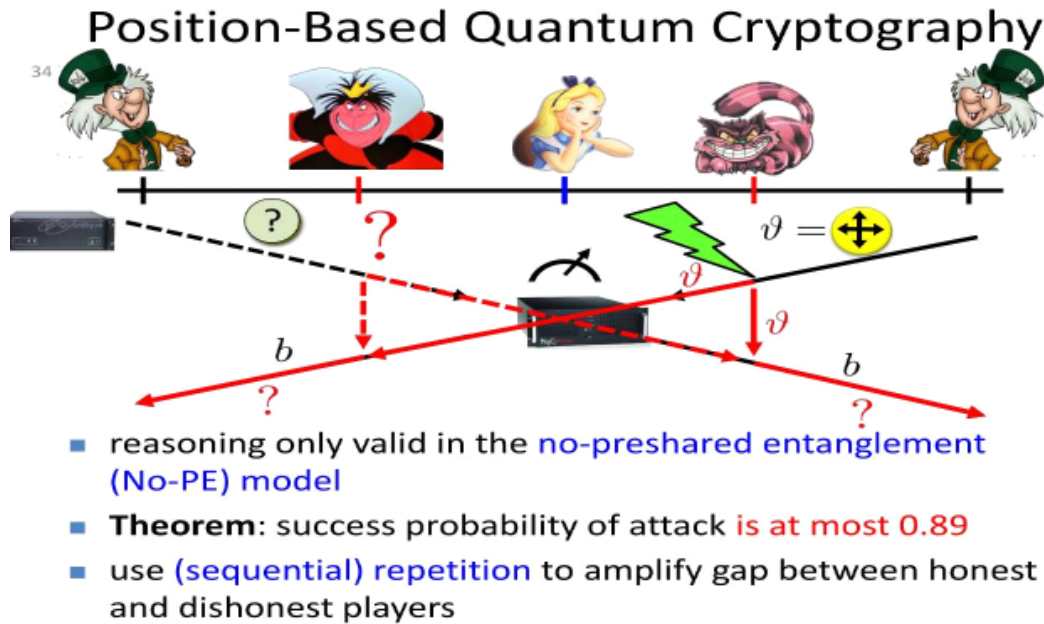 Position-Based Quantum Cryptography
34
?
?
ϑ =
ϑ
ϑ
b
?
b
?
reasoning only valid in the no-preshared entanglement
(No-PE) model
Theorem: success probability of attack is at most 0.89
use (sequential) repetition to amplify gap between honest
and dishonest players